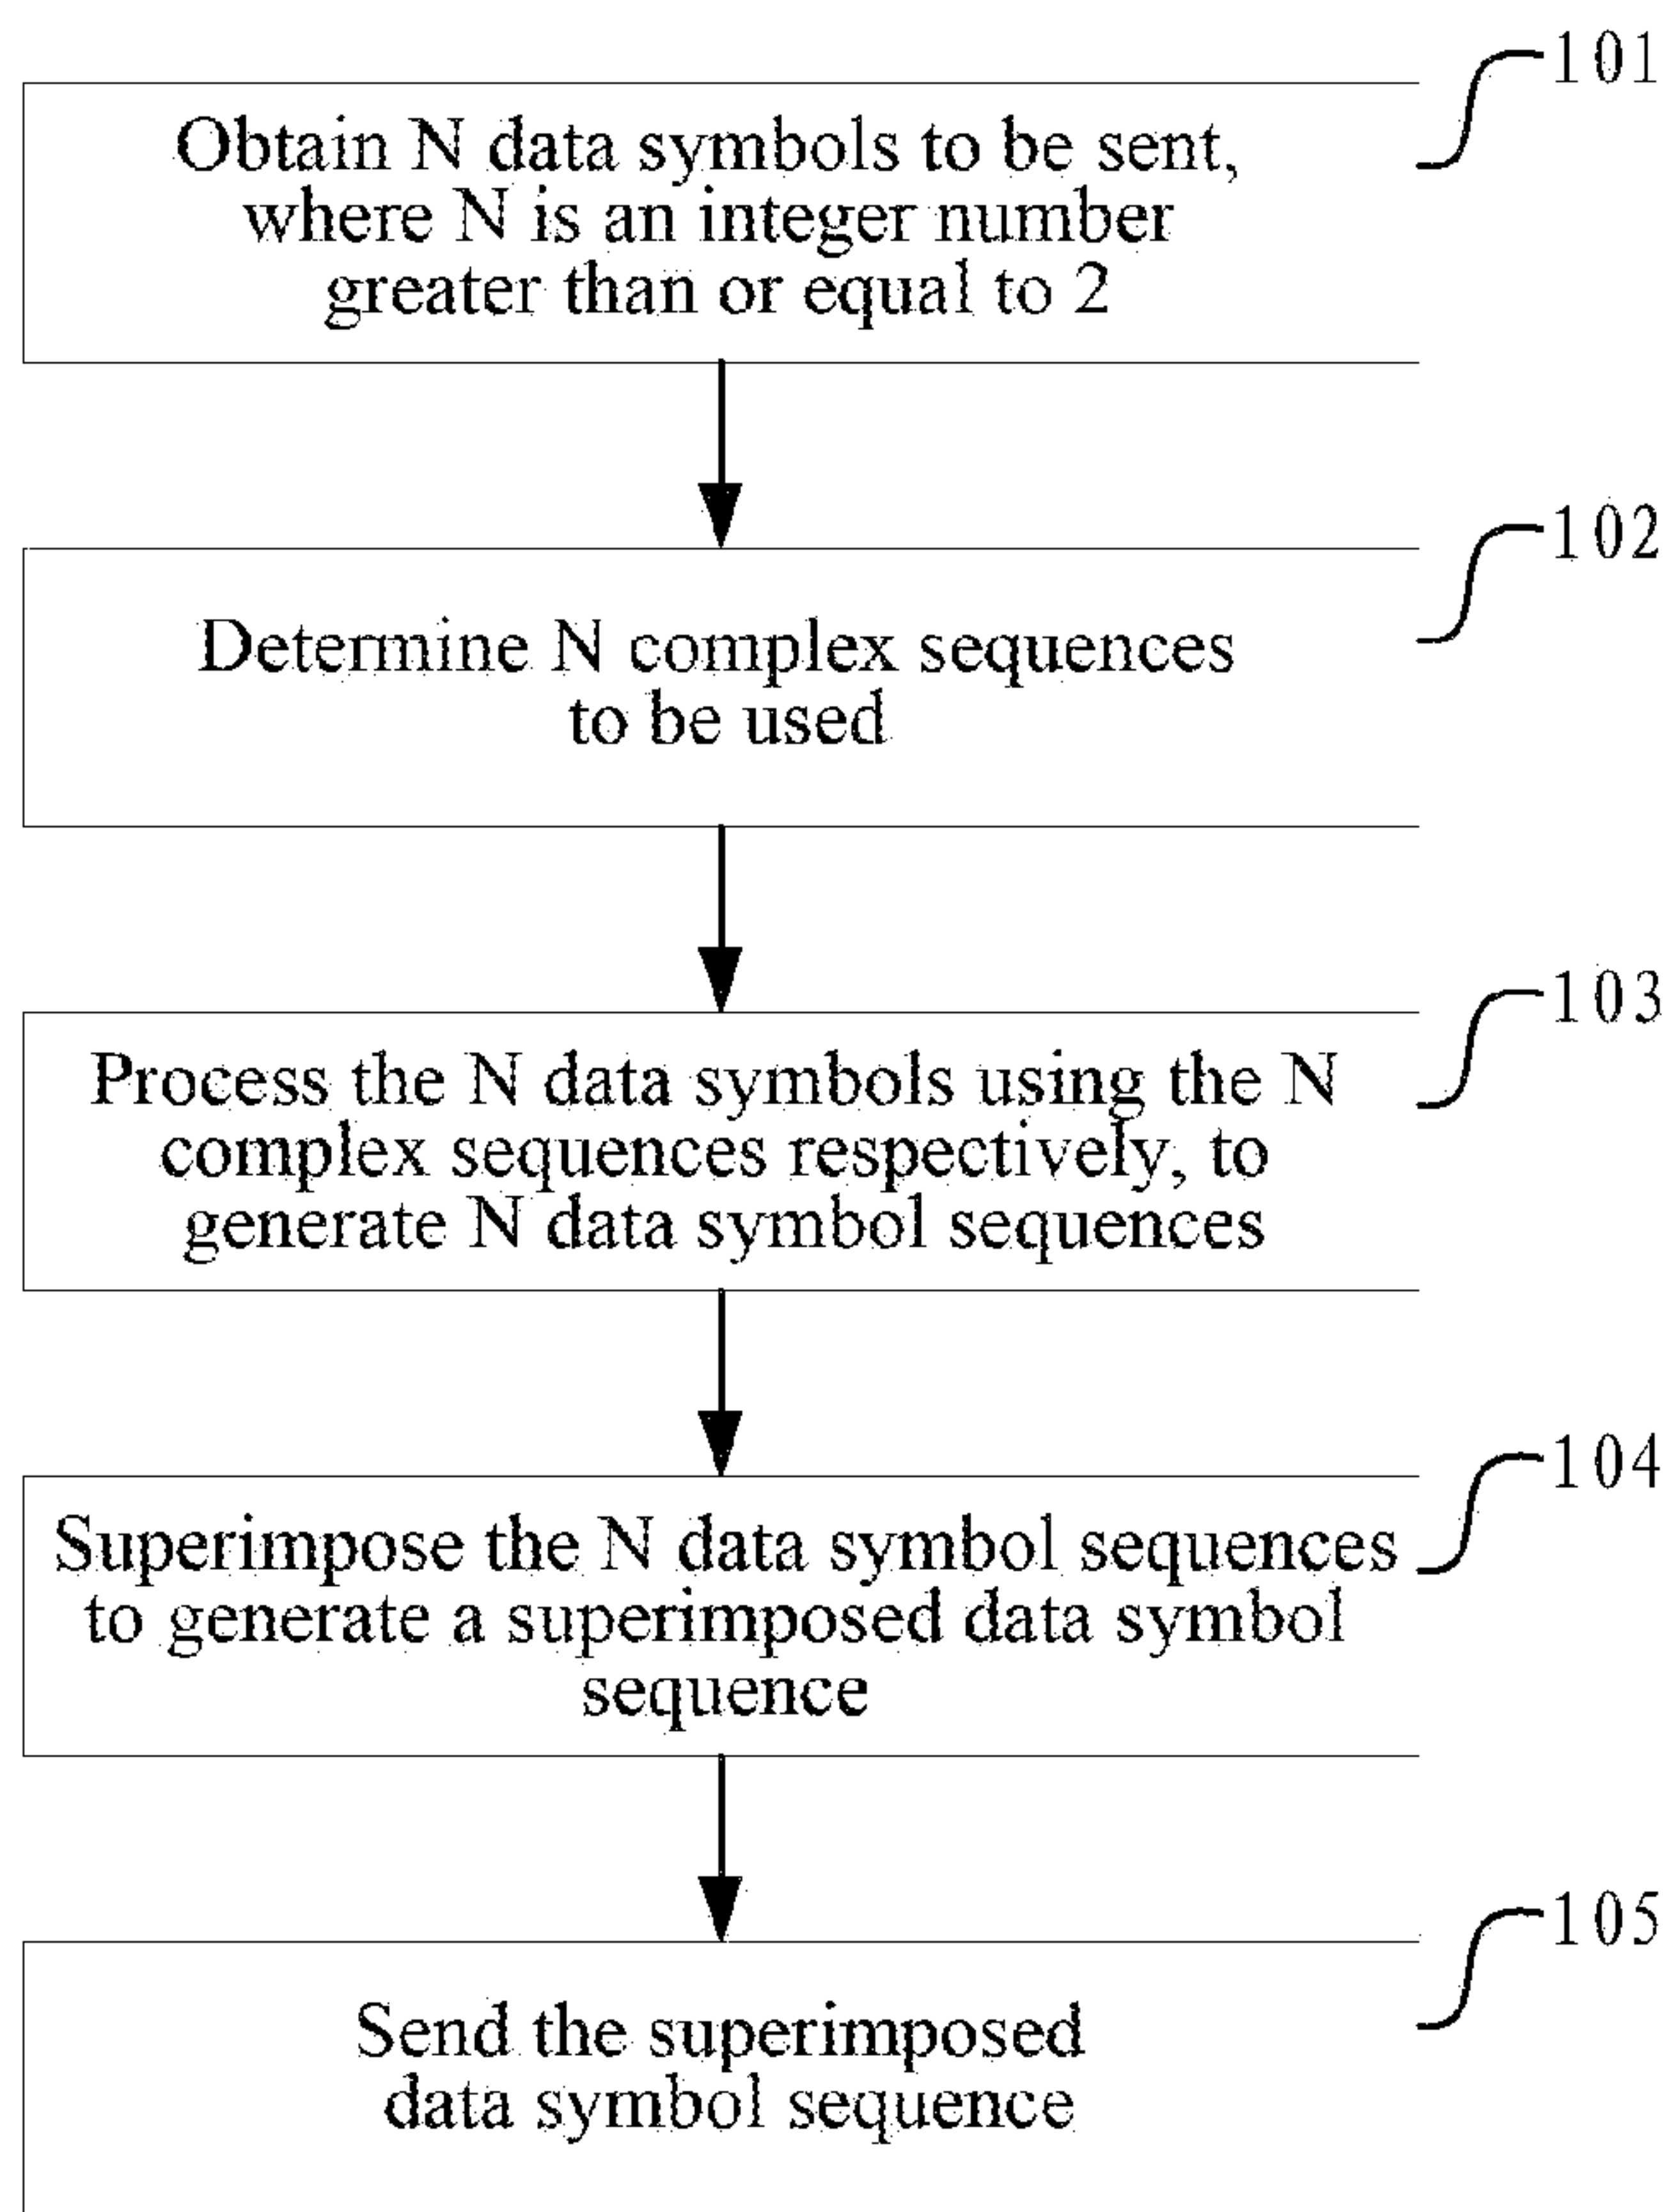 101
Obtain N data symbols to be sent,
where N is an integer number
greater than or equal to 2
102
Determine N complex sequences
to be used
103
Process the N data symbols using the N
complex sequences respectively, to
generate N data symbol sequences
104
Superimpose the N data symbol sequences
to generate a superimposed data symbol
sequence
105
Send the superimposed
data symbol sequence